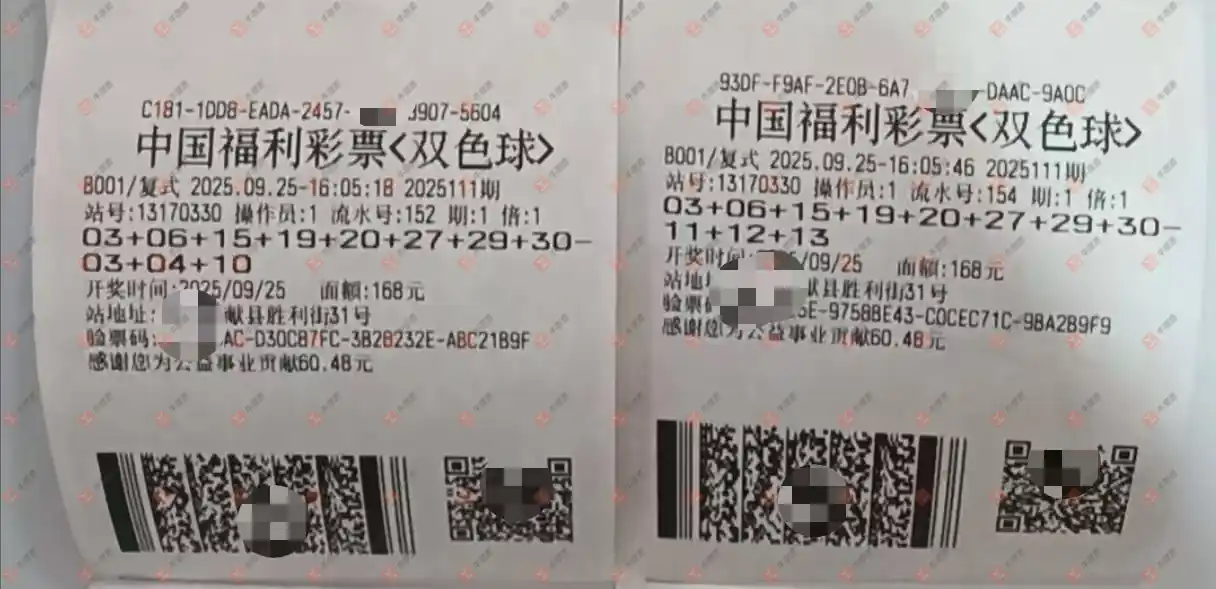 C181-10D8-EADA-2457- 3907-5604
中国福利彩票<双色球>
B001/复式 2025.09.25-16:05:18 2025111期
站号:13170330 操作员:1 流水号:152 期:1 倍:1
03+06+15+19+20+27+29+30-
03+04+10
开奖时间:2025/09/25 面额:168元
站地址: 献县胜利街31号
验票码: AC-D30C87FC-3B28232E-ABC21B9F
感谢您为公益事业贡献60.48元
93DF-F9AF-2E0B-6A7 DAAC-9A0C
中国福利彩票<双色球>
B001/复式 2025.09.25-16:05:46 2025111期
站号:13170330 操作员:1 流水号:154 期:1 倍:1
03+06+15+19+20+27+29+30-
11+12+13
开奖时间: 5/09/25 面额:168元
站地 献县胜利街31号
验票码 5E-9758BE43-C0CEC71C-9BA2B9F9
感谢您为公益事业贡献60.48元